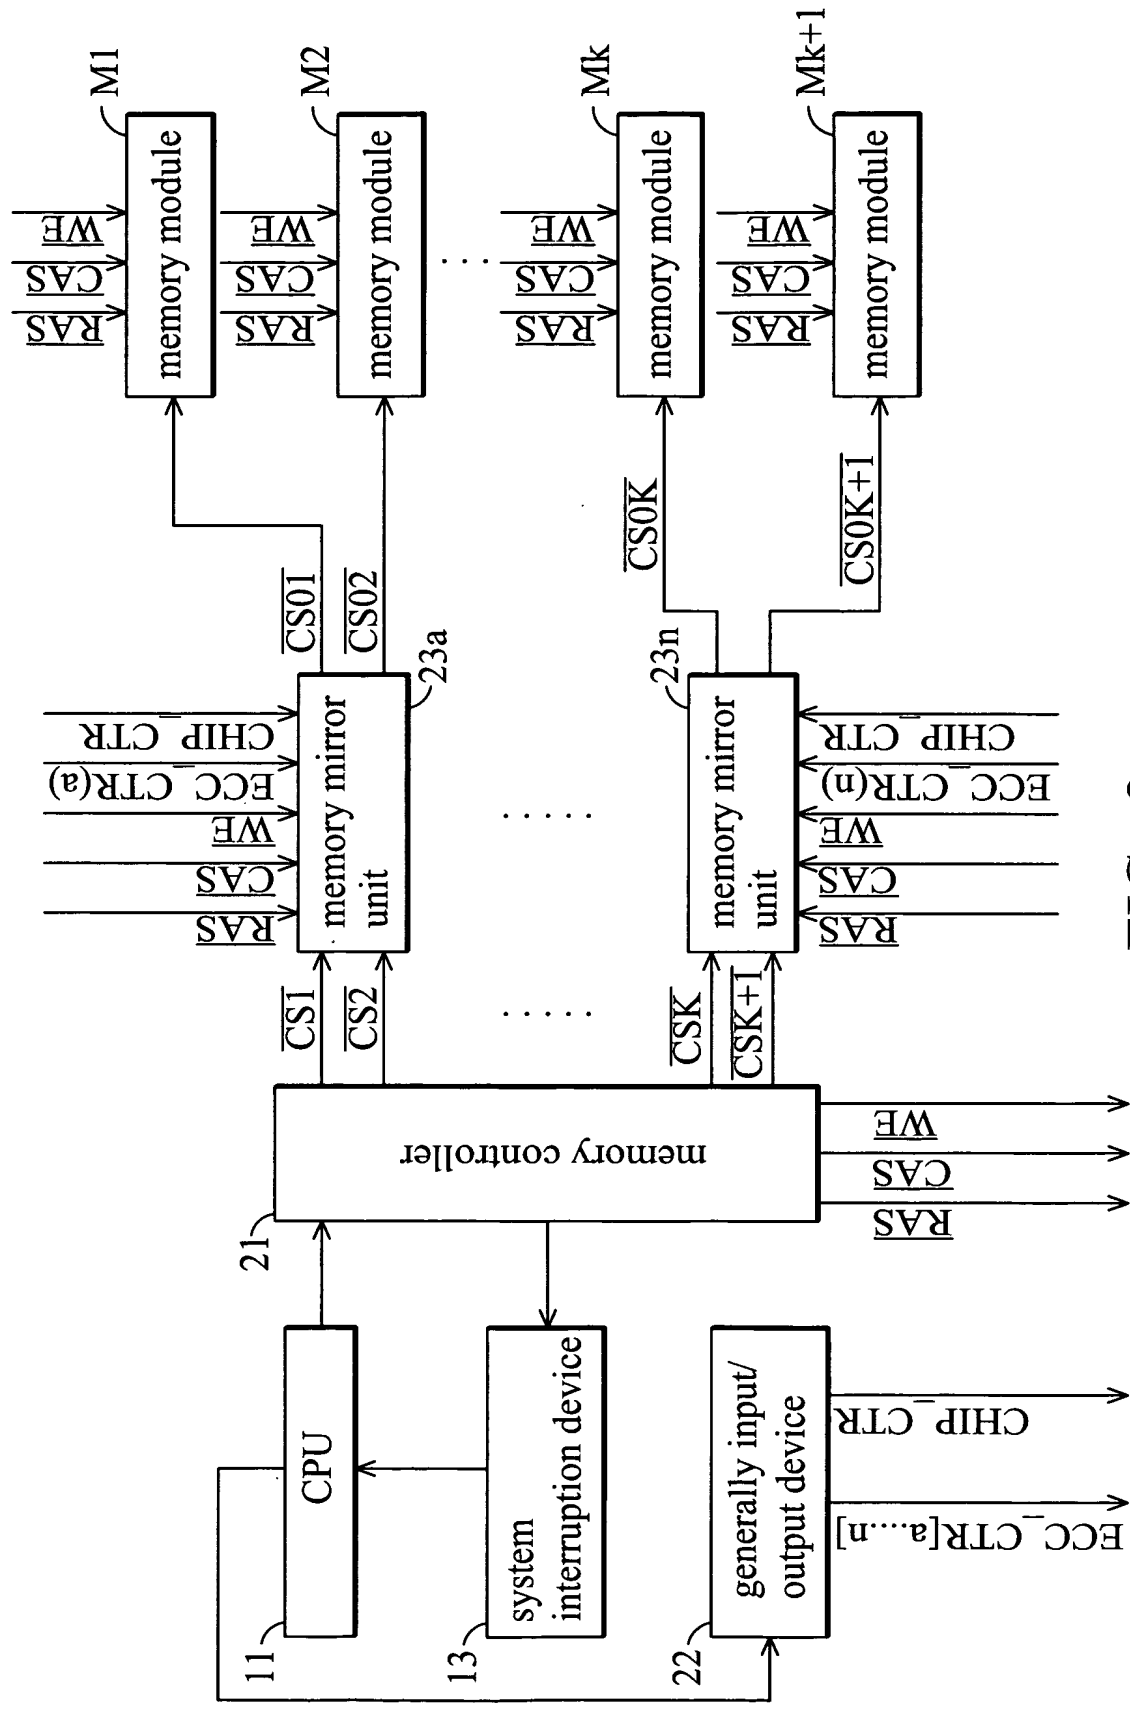 11
CPU
13
system
interruption device
22
generally input/
output device
ECC_CTR[a....n]
CHIP_CTR
21
memory controller
RAS
CAS
WE
CS1
CS2
.....
CSK
CSK+1
RAS
CAS
WE
ECC_CTR(a)
CHIP_CTR
memory mirror
unit
23a
.....
memory mirror
unit
23n
RAS
CAS
WE
ECC_CTR(n)
CHIP_CTR
CS01
CS02
CS0K
CS0K+1
RAS
CAS
WE
memory module
M1
RAS
CAS
WE
memory module
M2
....
RAS
CAS
WE
memory module
Mk
RAS
CAS
WE
memory module
Mk+1